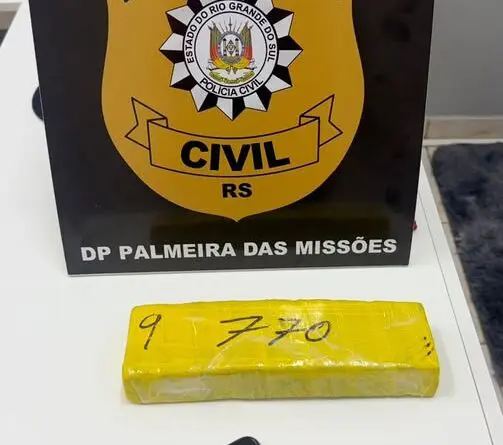 ESTADO DO RIO GRANDE DO SUL
POLÍCIA CIVIL
CIVIL
RS
DP PALMEIRA DAS MISSÕES
9 770